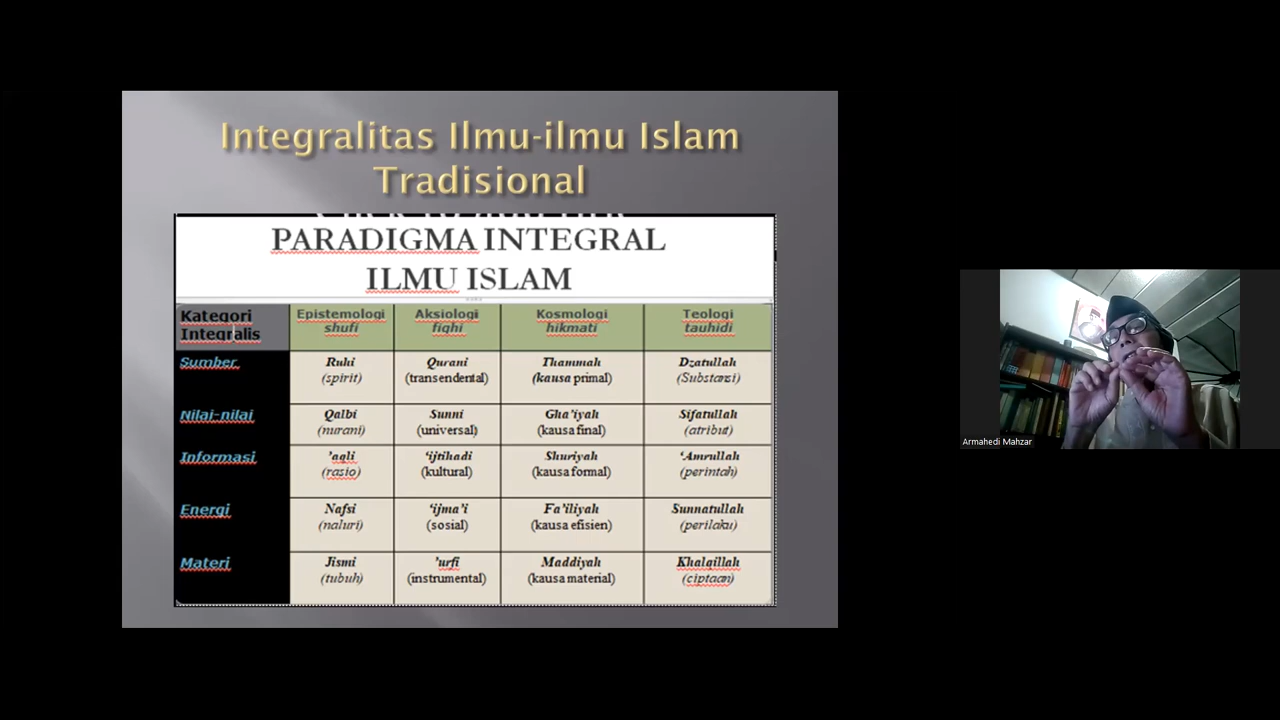 Integralitas Ilmu-ilmu Islam
Tradisional
PARADIGMA INTEGRAL
ILMU ISLAM
Kategori Integralis
Epistemologi shufi
Aksiologi fighi
Kosmologi hikmati
Teologi tauhidi
Sumber
Ruhi (spirit)
Qurani (transendental)
Thammah (kausa primal)
Dzatullah (Substansi)
Nilai-nilai
Qalbi (nurani)
Sunni (universal)
Gha'iyah (kausa final)
Sifatullah (atribut)
Informasi
'aqli (rasio)
'ijtihadi (kultural)
Shuriyah (kausa formal)
'Amrullah (perintah)
Energi
Nafsi (naluri)
'ijma'i (sosial)
Fa'iliyah (kausa efisien)
Sunnatullah (perilaku)
Materi
Jismi (tubuh)
'urfi (instrumental)
Maddiyah (kausa material)
Khalqillah (ciptaan)
Armahedi Mahzar